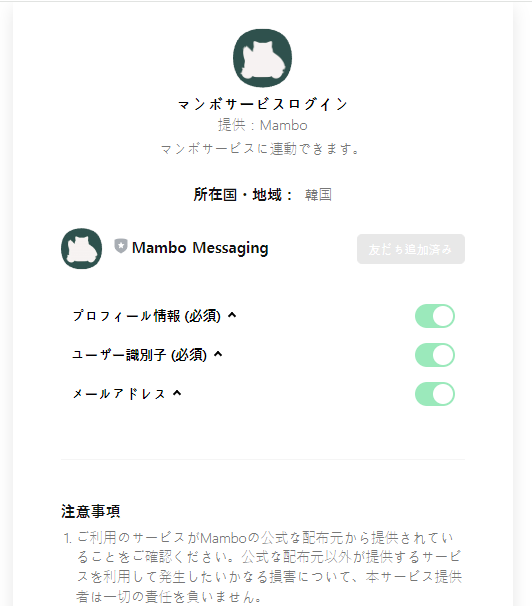 マンボサービスログイン
提供：Mambo
マンボサービスに連動できます。
所在国・地域： 韓国
Mambo Messaging
友だち追加済み
プロフィール情報 (必須)
ユーザー識別子 (必須)
メールアドレス
注意事項
1. ご利用のサービスがMamboの公式な配布元から提供されてい
ることをご確認ください。公式な配布元以外が提供するサービ
スを利用して発生したいかなる損害について、本サービス提供
者は一切の責任を負いません。